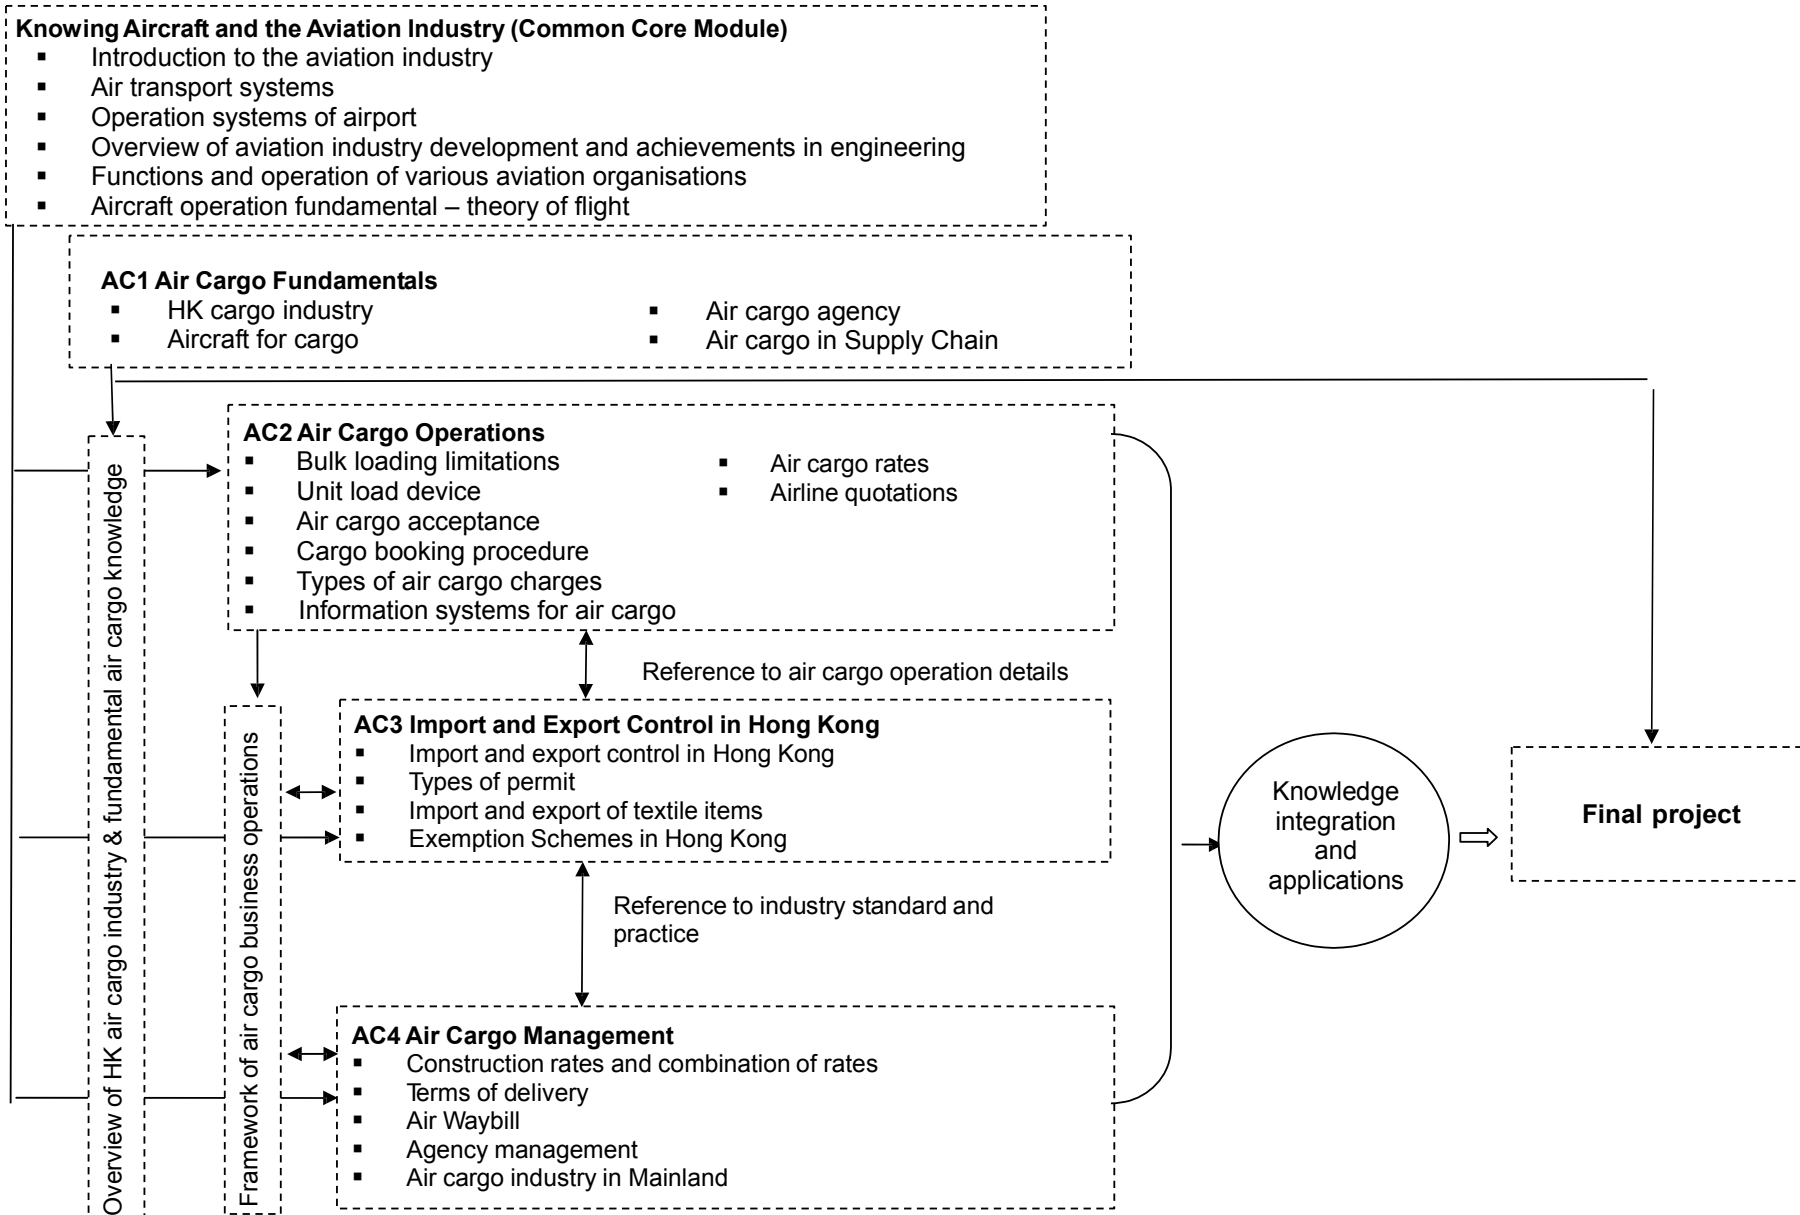 Knowing Aircraft and the Aviation Industry (Common Core Module)
▪ Introduction to the aviation industry
▪ Air transport systems
▪ Operation systems of airport
▪ Overview of aviation industry development and achievements in engineering
▪ Functions and operation of various aviation organisations
▪ Aircraft operation fundamental – theory of flight
AC1 Air Cargo Fundamentals
▪ HK cargo industry
▪ Aircraft for cargo
▪ Air cargo agency
▪ Air cargo in Supply Chain
Overview of HK air cargo industry & fundamental air cargo knowledge
AC2 Air Cargo Operations
▪ Bulk loading limitations
▪ Unit load device
▪ Air cargo acceptance
▪ Cargo booking procedure
▪ Types of air cargo charges
▪ Information systems for air cargo
▪ Air cargo rates
▪ Airline quotations
Reference to air cargo operation details
Framework of air cargo business operations
AC3 Import and Export Control in Hong Kong
▪ Import and export control in Hong Kong
▪ Types of permit
▪ Import and export of textile items
▪ Exemption Schemes in Hong Kong
Reference to industry standard and
practice
AC4 Air Cargo Management
▪ Construction rates and combination of rates
▪ Terms of delivery
▪ Air Waybill
▪ Agency management
▪ Air cargo industry in Mainland
Knowledge
integration
and
applications
Final project